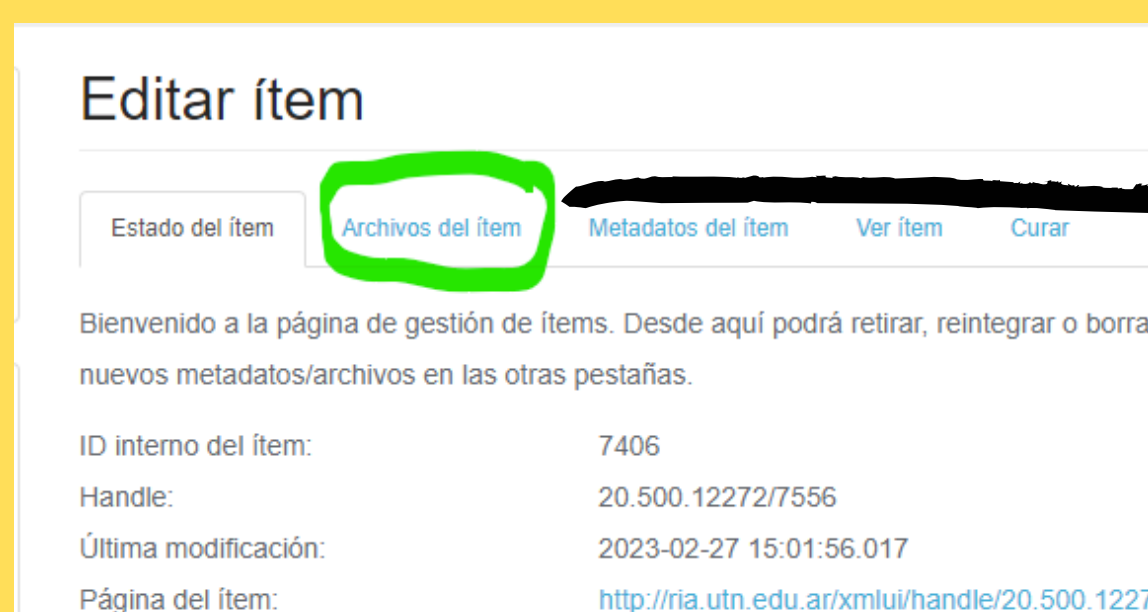 Editar ítem
Estado del ítem Archivos del ítem Metadatos del ítem Ver ítem Curar
Bienvenido a la página de gestión de ítems. Desde aquí podrá retirar, reintegrar o borra
nuevos metadatos/archivos en las otras pestañas.
ID interno del ítem: 7406
Handle: 20.500.12272/7556
Última modificación: 2023-02-27 15:01:56.017
Página del ítem: http://ria.utn.edu.ar/xmlui/handle/20.500.1227